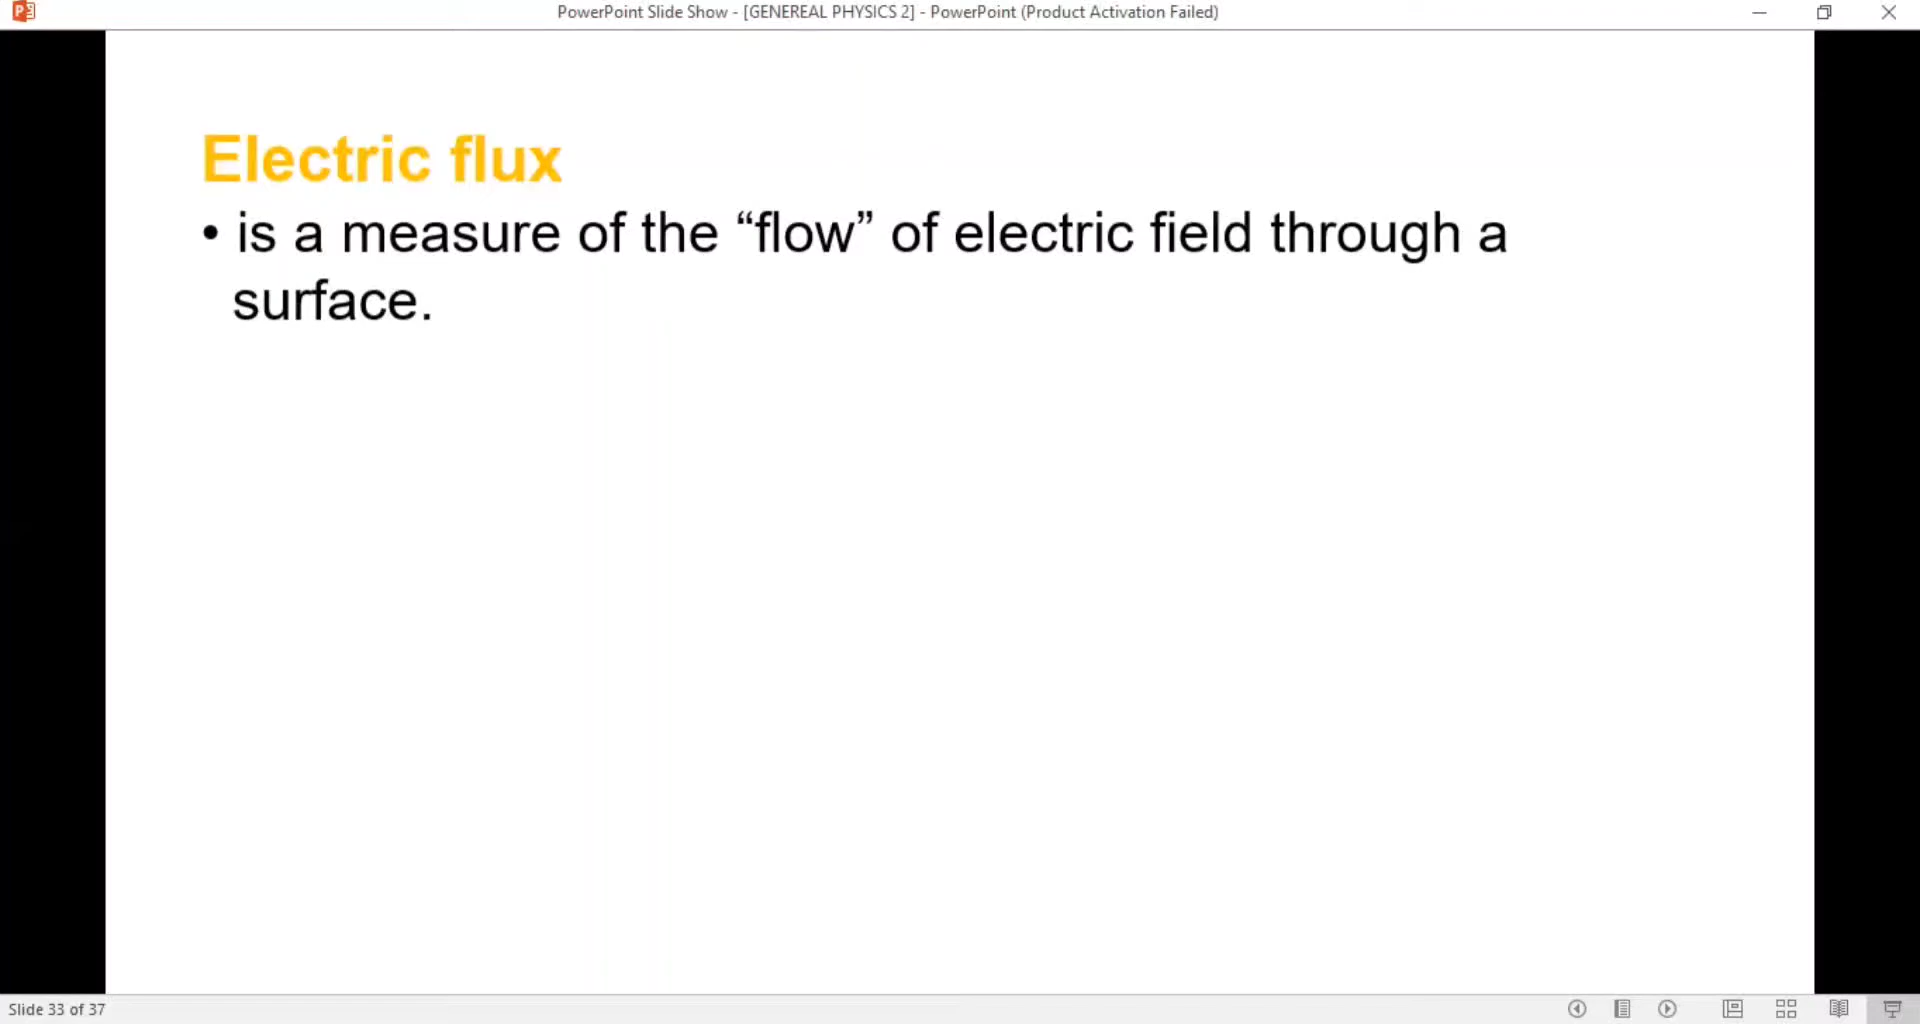 PowerPoint Slide Show - [GENEREAL PHYSICS 2] - PowerPoint (Product Activation Failed)
Electric flux
• is a measure of the “flow” of electric field through a
surface.
Slide 33 of 37